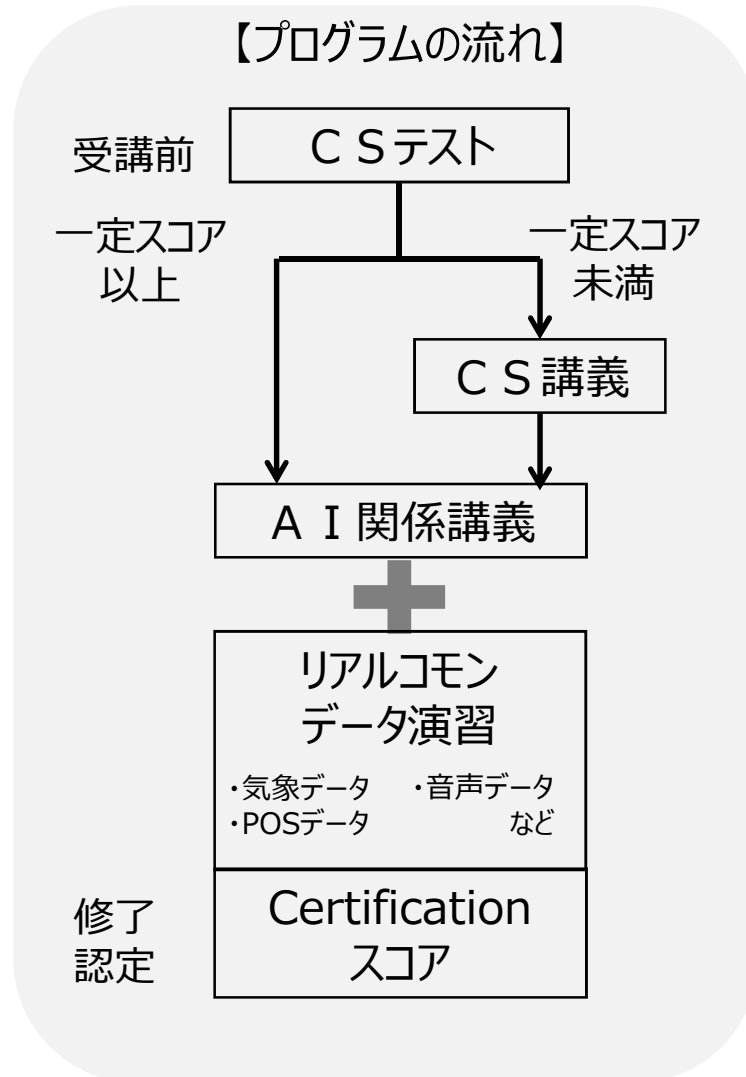 【プログラムの流れ】
受講前
ＣＳテスト
一定スコア
以上
一定スコア
未満
ＣＳ講義
ＡＩ関係講義
リアルコモン
データ演習
・気象データ ・音声データ
・POSデータ など
修了
認定
Certification
スコア